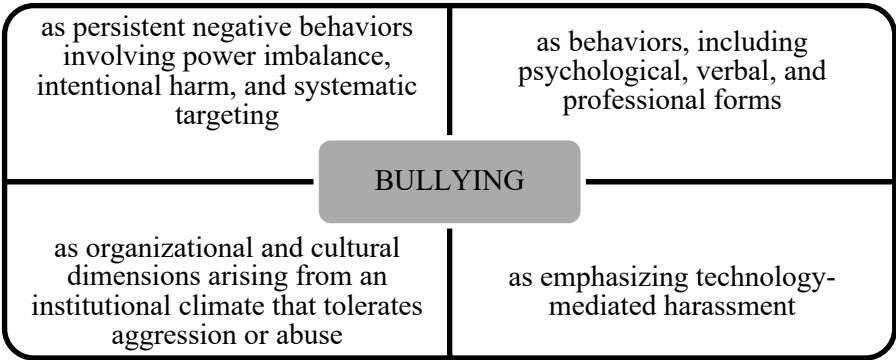 as persistent negative behaviors
involving power imbalance,
intentional harm, and systematic
targeting
as behaviors, including
psychological, verbal, and
professional forms
BULLYING
as organizational and cultural
dimensions arising from an
institutional climate that tolerates
aggression or abuse
as emphasizing technology-
mediated harassment